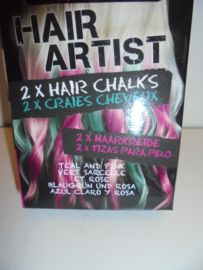 HAIR
ARTIST
2 X HAIR CHALKS
2 X CRAIES CHEVEUX
2 X HAARKREIDE
2 X TIZAS PARA PELO
TEAL AND PINK
VERT SARCELLE
ET ROSE
BLAUGRÜN UND ROSA
AZUL CLARO Y ROSA